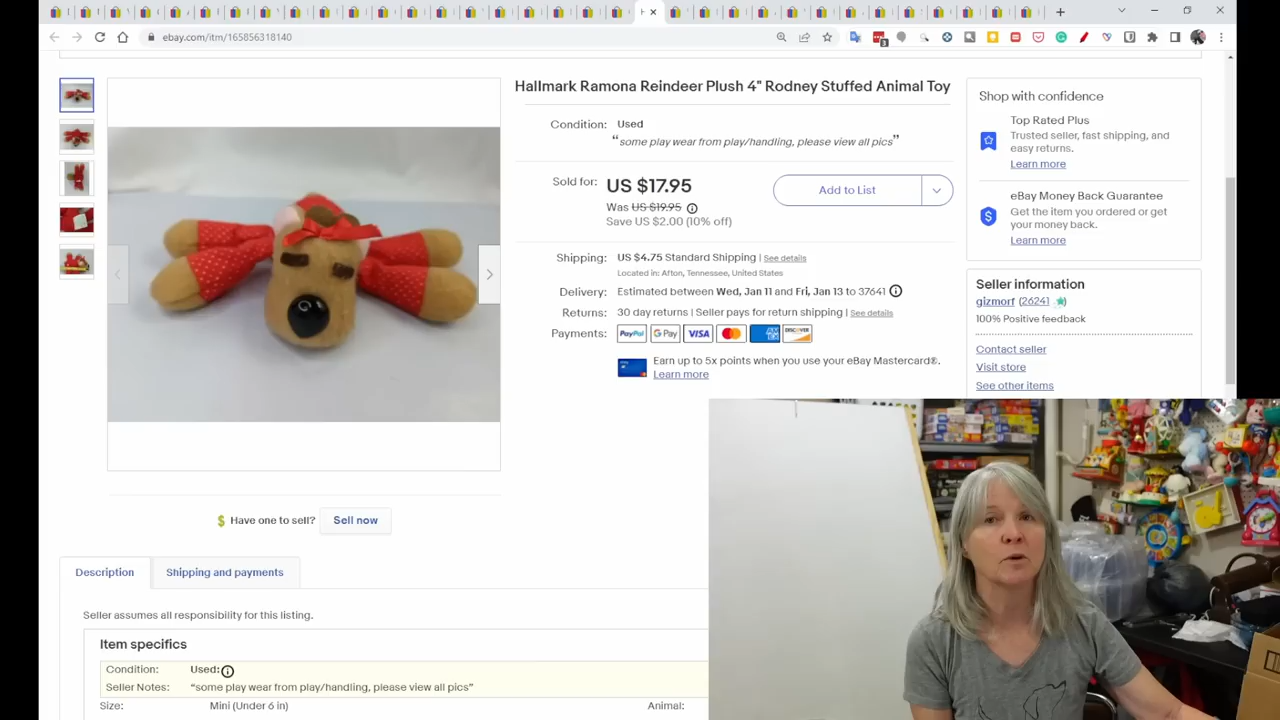 ebay.com/itm/165856318140
3
Hallmark Ramona Reindeer Plush 4" Rodney Stuffed Animal Toy
Condition: Used
“some play wear from play/handling, please view all pics”
Sold for: US $17.95
Was US $19.95
Save US $2.00 (10% off)
Add to List
Shipping: US $4.75 Standard Shipping | See details
Located in: Afton, Tennessee, United States
Delivery: Estimated between Wed, Jan 11 and Fri, Jan 13 to 37641
Returns: 30 day returns | Seller pays for return shipping | See details
Payments: PayPal G Pay VISA DISCOVER
Earn up to 5x points when you use your eBay Mastercard®.
Learn more
Shop with confidence
Top Rated Plus
Trusted seller, fast shipping, and
easy returns.
Learn more
eBay Money Back Guarantee
Get the item you ordered or get
your money back.
Learn more
Seller information
gizmorf (26241)
100% Positive feedback
Contact seller
Visit store
See other items
Have one to sell? Sell now
Description Shipping and payments
Seller assumes all responsibility for this listing.
Item specifics
Condition: Used:
Seller Notes: “some play wear from play/handling, please view all pics”
Size: Mini (Under 6 in) Animal: